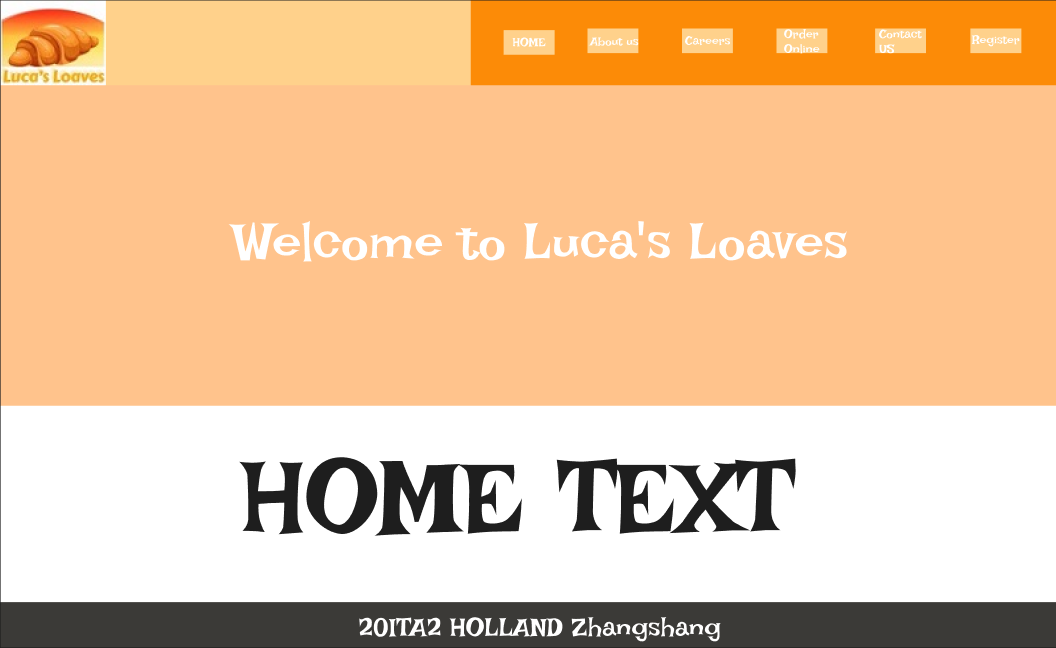 Luca's Loaves
HOME
About us
Careers
Order
Online
Contact
US
Register
Welcome to Luca's Loaves
HOME TEXT
20ITA2 HOLLAND Zhangshang